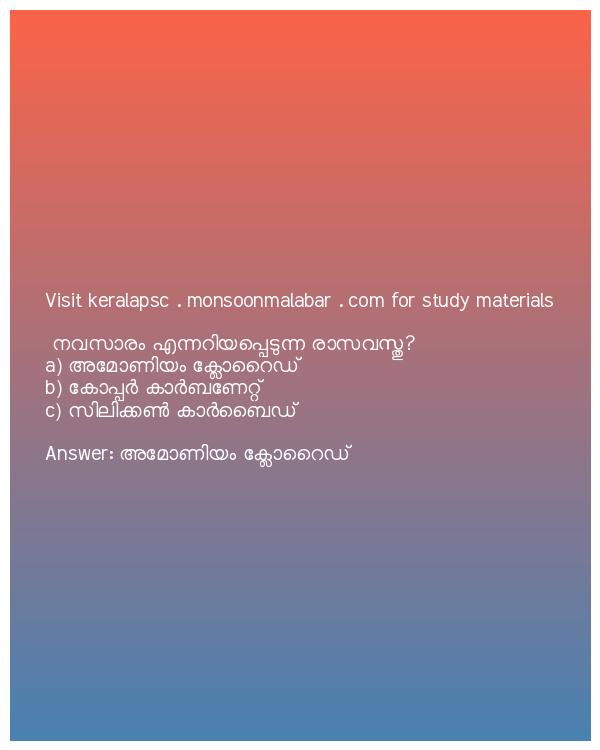 Visit keralapsc . monsoonmalabar . com for study materials
നവസാരം എന്നറിയപ്പെടുന്ന രാസവസ്തു?
a) അമോണിയം ക്ലോറൈഡ്
b) കോപ്പർ കാർബണേറ്റ്
c) സിലിക്കൺ കാർബൈഡ്
Answer: അമോണിയം ക്ലോറൈഡ്